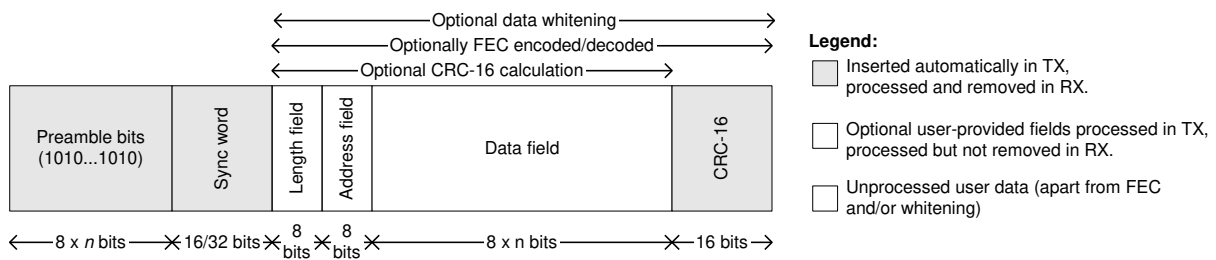 Optional data whitening
Optionally FEC encoded/decoded
Optional CRC-16 calculation
Preamble bits
(1010...1010)
Sync word
Length field
Address field
Data field
CRC-16
8 x n bits
16/32 bits
8
bits
8
bits
8 x n bits
16 bits
Legend:
Inserted automatically in TX,
processed and removed in RX.
Optional user-provided fields processed in TX,
processed but not removed in RX.
Unprocessed user data (apart from FEC
and/or whitening)